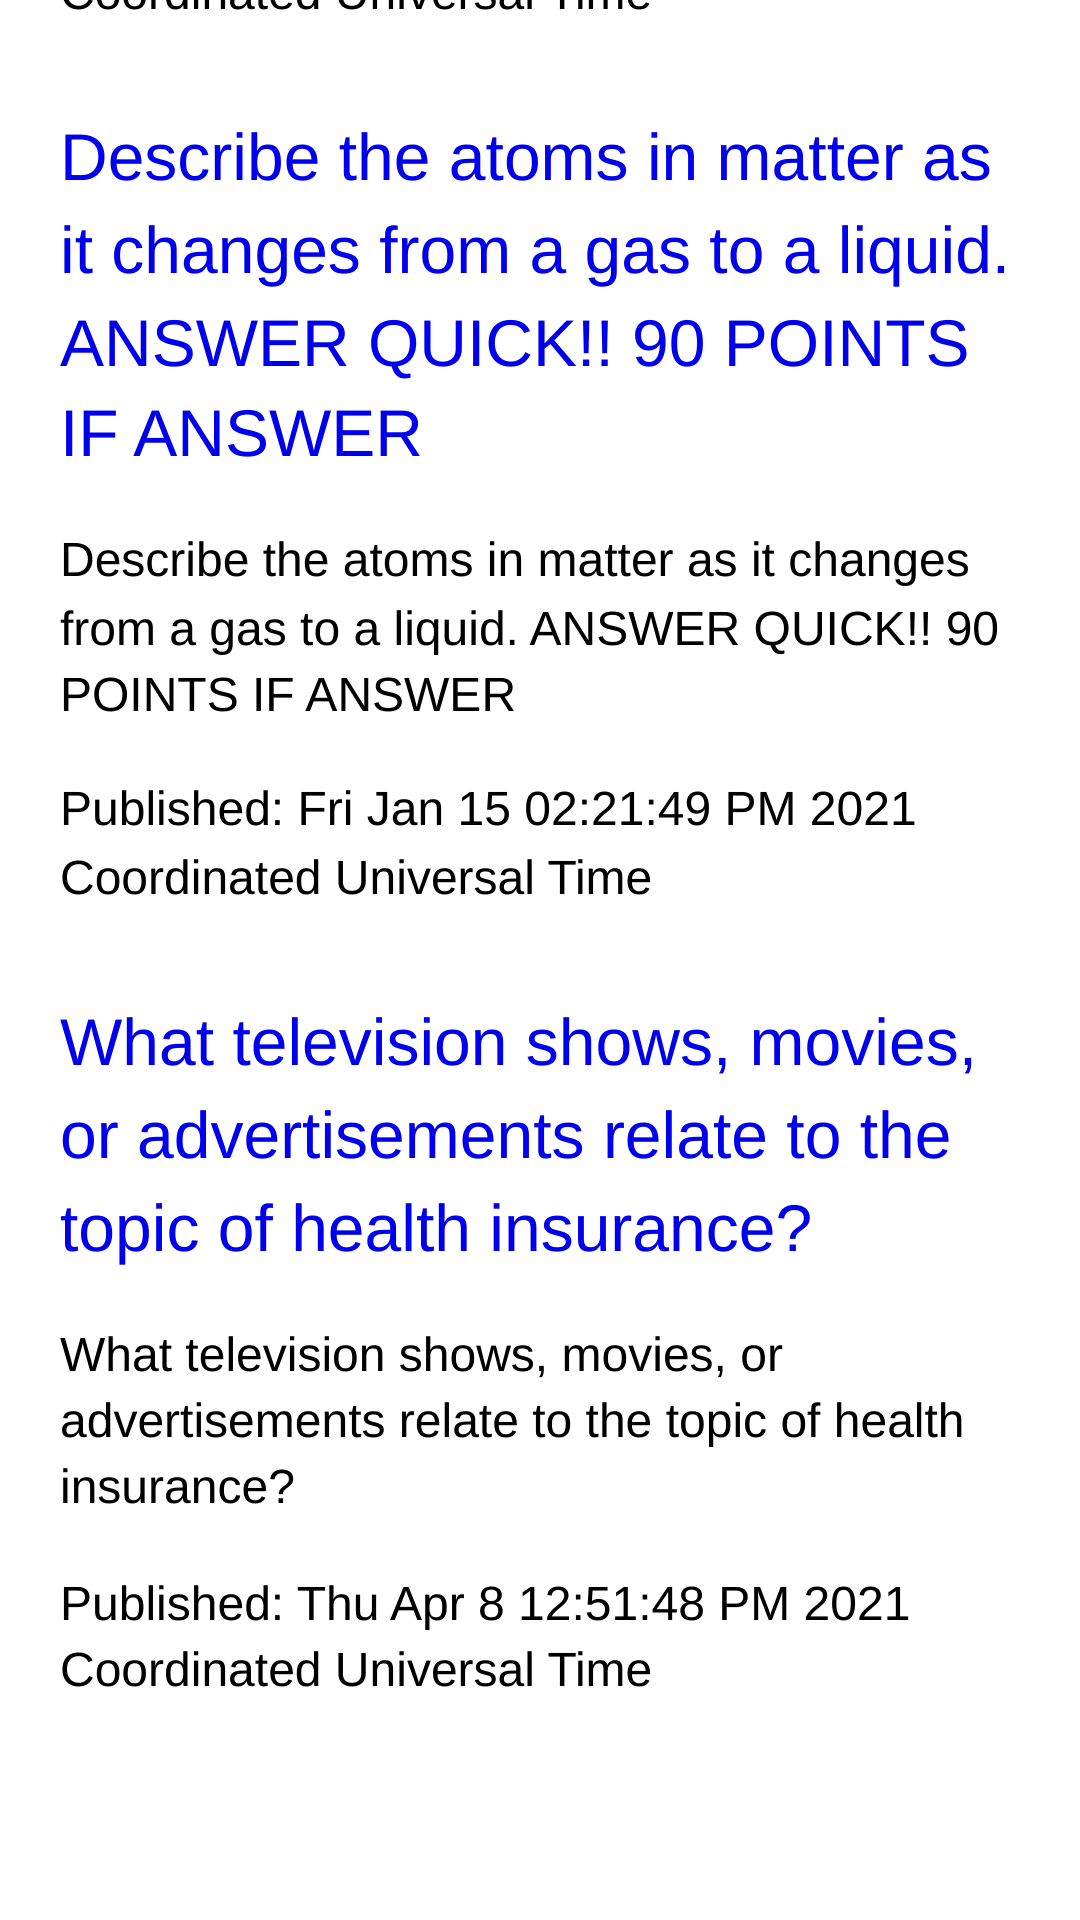 Coordinated Universal Time
Describe the atoms in matter as
it changes from a gas to a liquid.
ANSWER QUICK!! 90 POINTS
IF ANSWER
Describe the atoms in matter as it changes
from a gas to a liquid. ANSWER QUICK!! 90
POINTS IF ANSWER
Published: Fri Jan 15 02:21:49 PM 2021
Coordinated Universal Time
What television shows, movies,
or advertisements relate to the
topic of health insurance?
What television shows, movies, or
advertisements relate to the topic of health
insurance?
Published: Thu Apr 8 12:51:48 PM 2021
Coordinated Universal Time